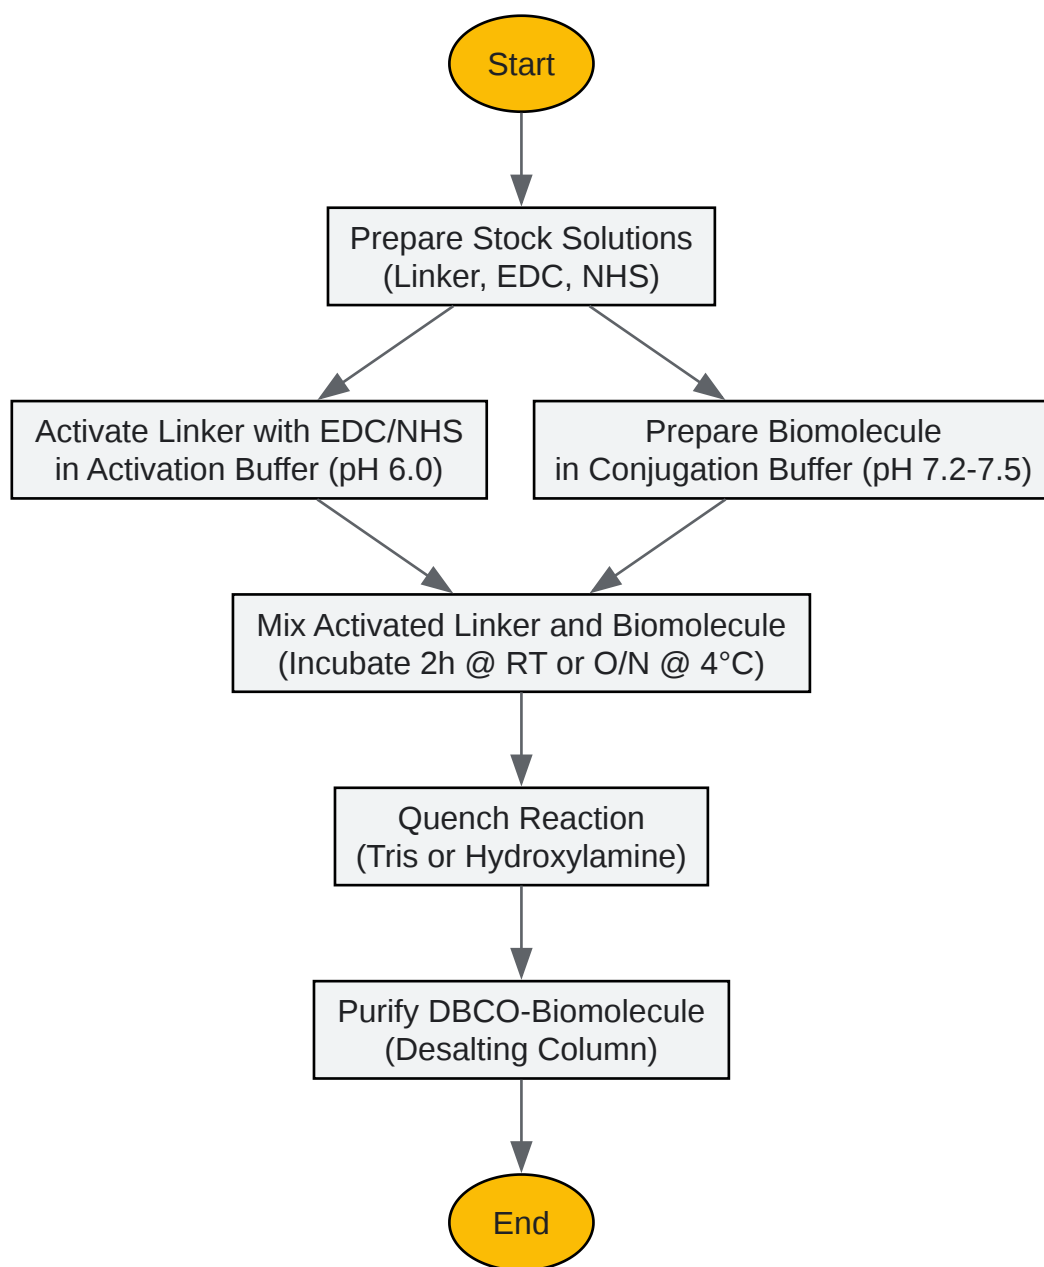 Start
Prepare Stock Solutions
(Linker, EDC, NHS)
Activate Linker with EDC/NHS
in Activation Buffer (pH 6.0)
Prepare Biomolecule
in Conjugation Buffer (pH 7.2-7.5)
Mix Activated Linker and Biomolecule
(Incubate 2h @ RT or O/N @ 4°C)
Quench Reaction
(Tris or Hydroxylamine)
Purify DBCO-Biomolecule
(Desalting Column)
End